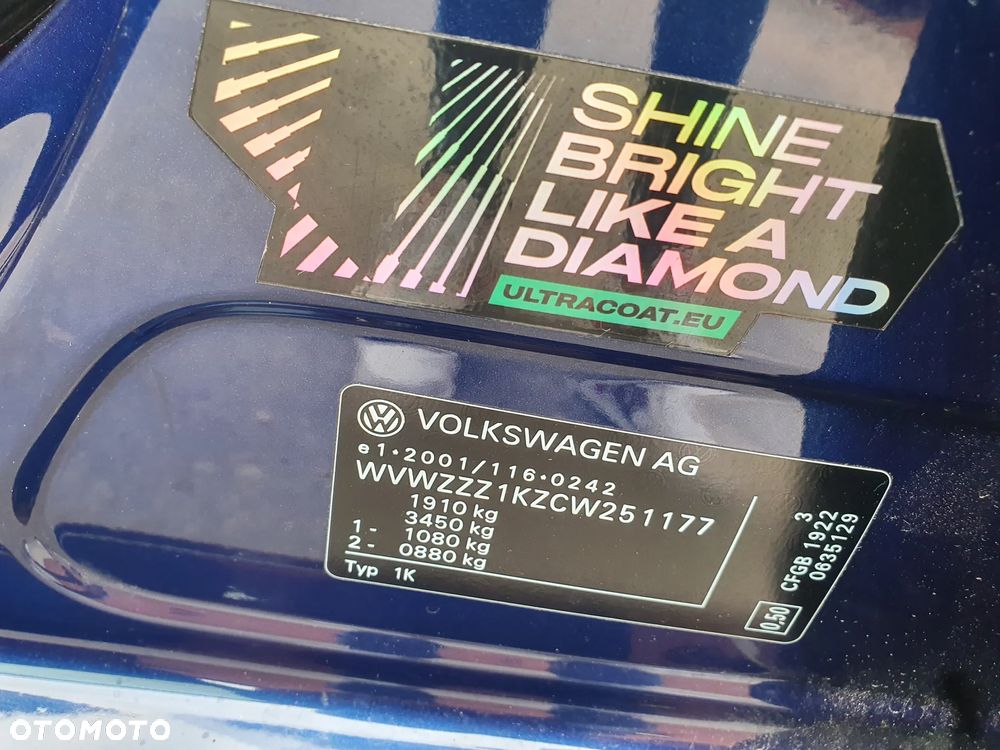 SHINE
BRIGHT
LIKE A
DIAMOND
ULTRACOAT.EU
VOLKSWAGEN AG
e1*2001/116*0242
WVWZZZ1KZCW251177
1910 kg
3450 kg
1- 1080 kg
2- 0880 kg
Typ 1K
3
CFGB 1922
0635129
0.50
OTOMOTO